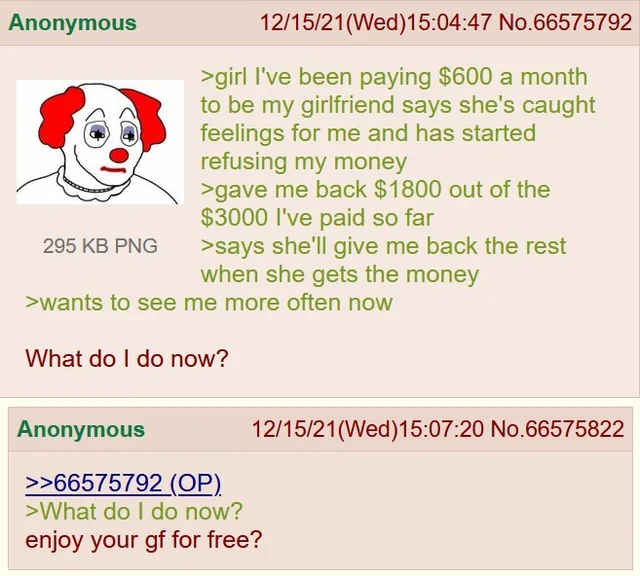 Anonymous 12/15/21(Wed)15:04:47 No.66575792
>girl I've been paying $600 a month
to be my girlfriend says she's caught
feelings for me and has started
refusing my money
>gave me back $1800 out of the
$3000 I've paid so far
295 KB PNG
>says she'll give me back the rest
when she gets the money
>wants to see me more often now
What do I do now?
Anonymous 12/15/21(Wed)15:07:20 No.66575822
>>66575792 (OP)
>What do I do now?
enjoy your gf for free?